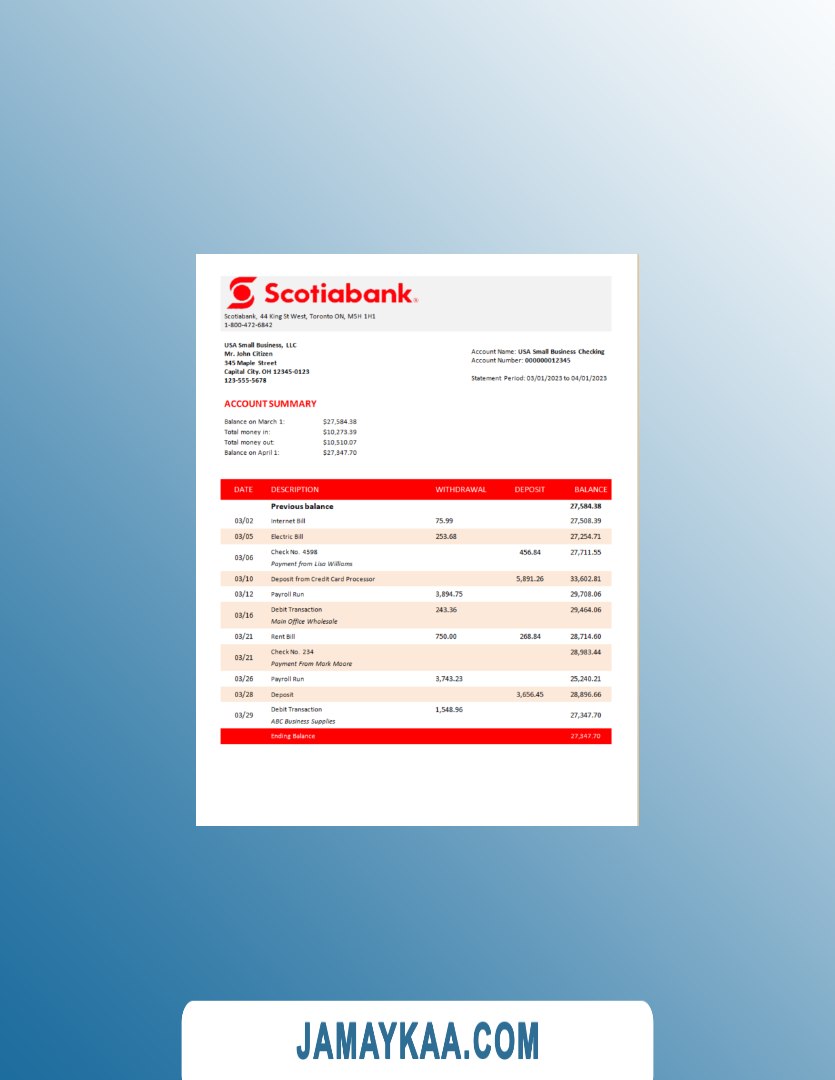 Scotiabank®
Scotiabank, 44 King St West, Toronto ON, M5H 1H1
1-800-472-6842
USA Small Business, LLC
Mr. John Citizen
345 Maple Street
Capital City, OH 12345-0123
123-555-5678
Account Name: USA Small Business Checking
Account Number: 000000012345
Statement Period: 03/01/2023 to 04/01/2023
ACCOUNT SUMMARY
Balance on March 1: $27,584.38
Total money in: $10,273.39
Total money out: $10,510.07
Balance on April 1: $27,347.70
DATE DESCRIPTION WITHDRAWAL DEPOSIT BALANCE
Previous balance 27,584.38
03/02 Internet Bill 75.99 27,508.39
03/05 Electric Bill 253.68 27,254.71
03/06 Check No. 4598 456.84 27,711.55
Payment from Lisa Williams
03/10 Deposit from Credit Card Processor 5,891.26 33,602.81
03/12 Payroll Run 3,894.75 29,708.06
03/16 Debit Transaction 243.36 29,464.06
Main Office Wholesale
03/21 Rent Bill 750.00 268.84 28,714.60
03/21 Check No. 234 28,983.44
Payment From Mark Moore
03/26 Payroll Run 3,743.23 25,240.21
03/28 Deposit 3,656.45 28,896.66
03/29 Debit Transaction 1,548.96 27,347.70
ABC Business Supplies
Ending Balance 27,347.70
JAMAYKAA.COM